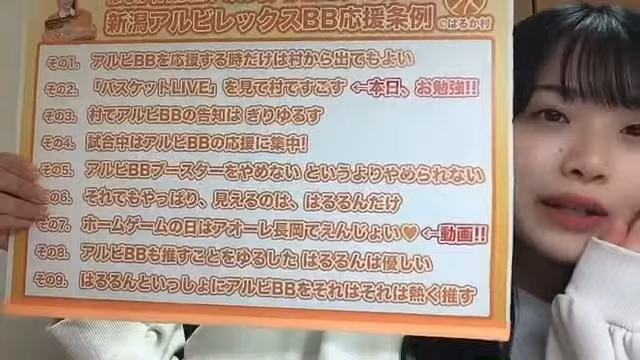 新潟アルビレックスBB応援条例 ©はるか村
その1. アルビBBを応援する時だけは村から出てもよい
その2. 「バスケットLIVE」を見て村ですごす ←本日、お勉強!!
その3. 村でアルビBBの告知は ぎりゆるす
その4. 試合中はアルビBBの応援に集中!
その5. アルビBBブースターをやめない というよりやめられない
その6. それでもやっぱり、見えるのは、はるるんだけ
その7. ホームゲームの日はアオーレ長岡でえんじょい♡ ←動画!!
その8. アルビBBも推すことをゆるした はるるんは優しい
その9. はるるんといっしょにアルビBBをそれはそれは熱く推す